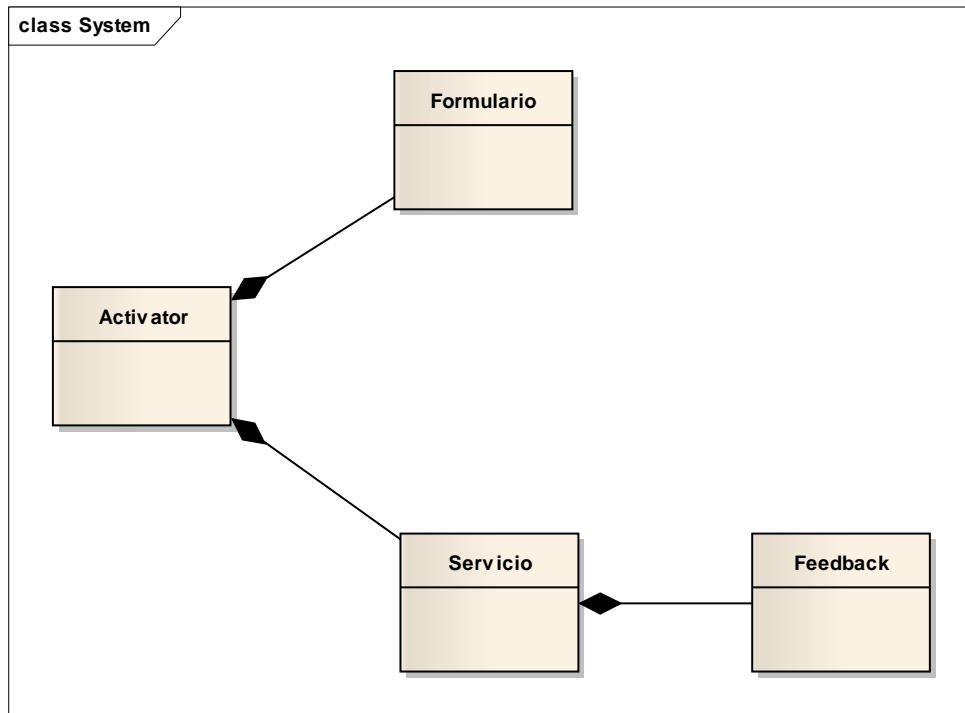 class System
Formulario
Activator
Servicio
Feedback